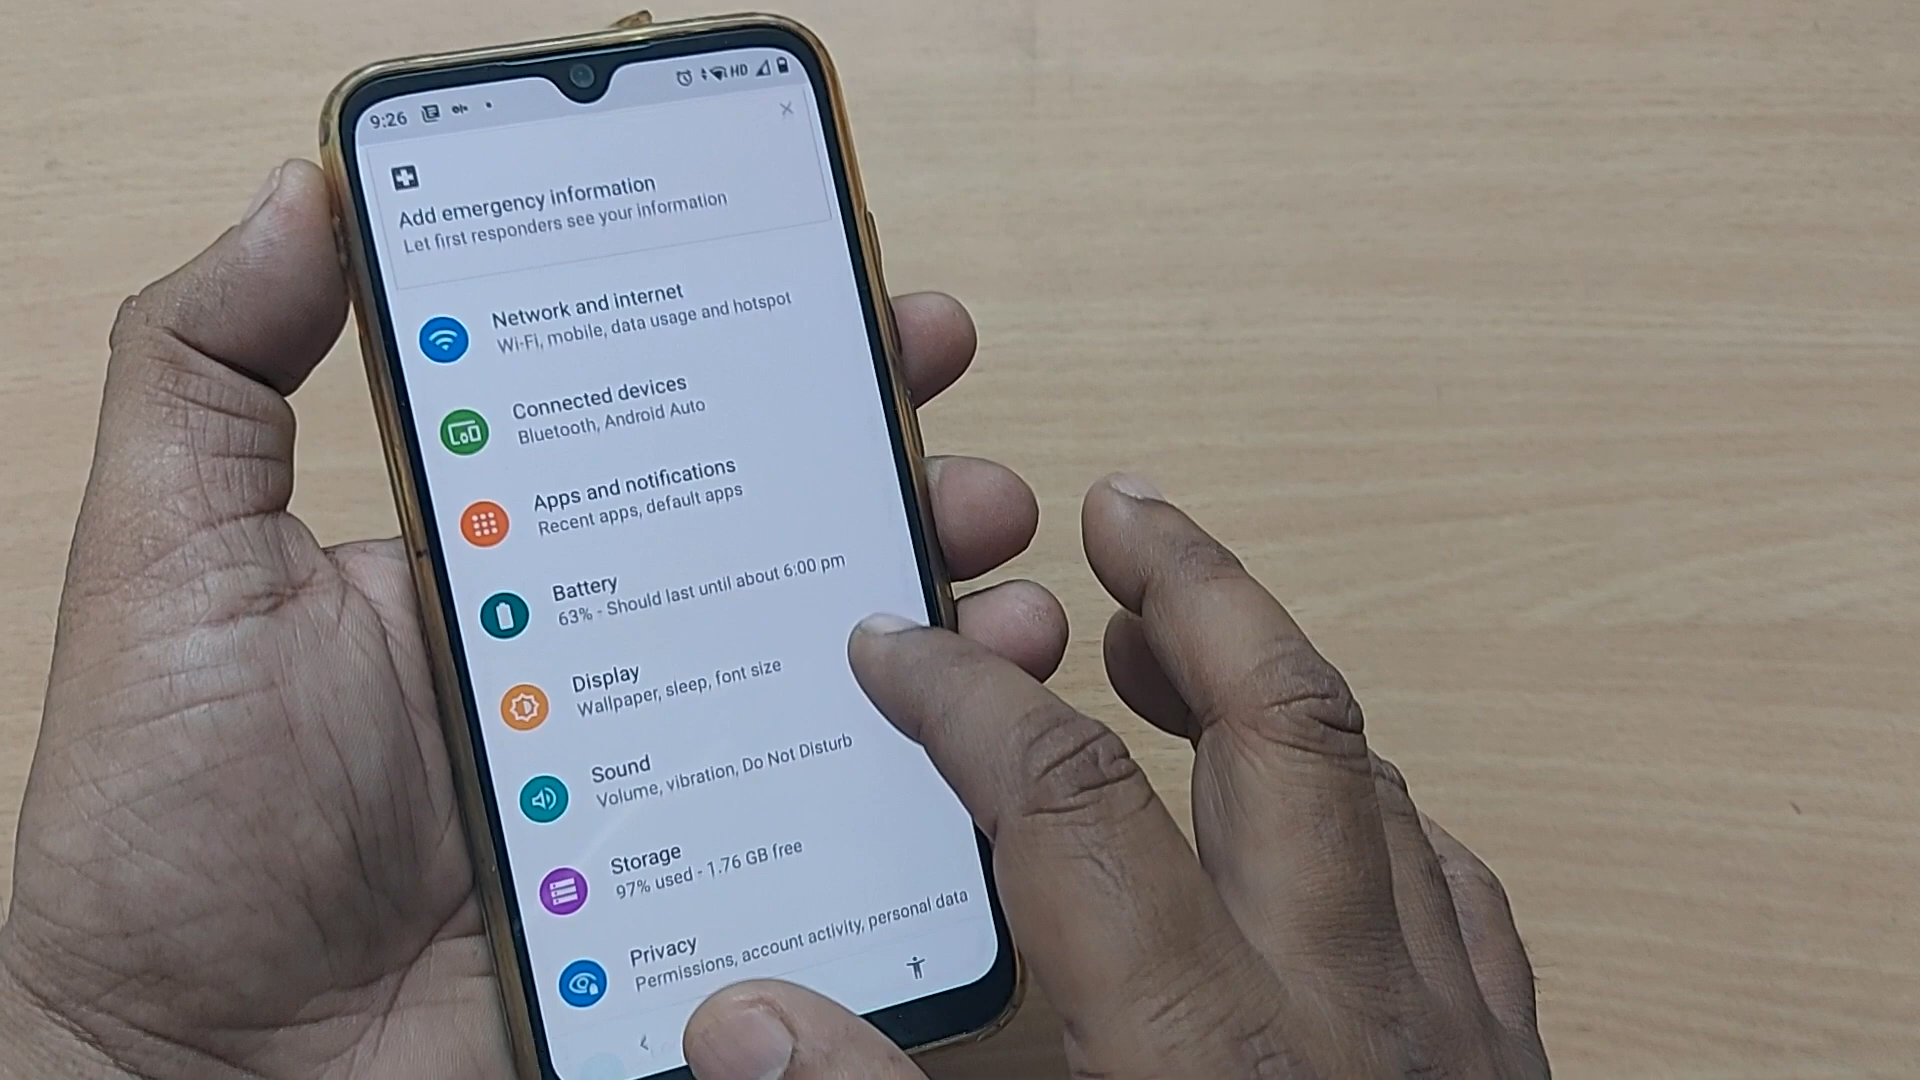 9:26
HD
Add emergency information
Let first responders see your information
Network and internet
Wi-Fi, mobile, data usage and hotspot
Connected devices
Bluetooth, Android Auto
Apps and notifications
Recent apps, default apps
Battery
63% - Should last until about 6:00 pm
Display
Wallpaper, sleep, font size
Sound
Volume, vibration, Do Not Disturb
Storage
97% used - 1.76 GB free
Privacy
Permissions, account activity, personal data